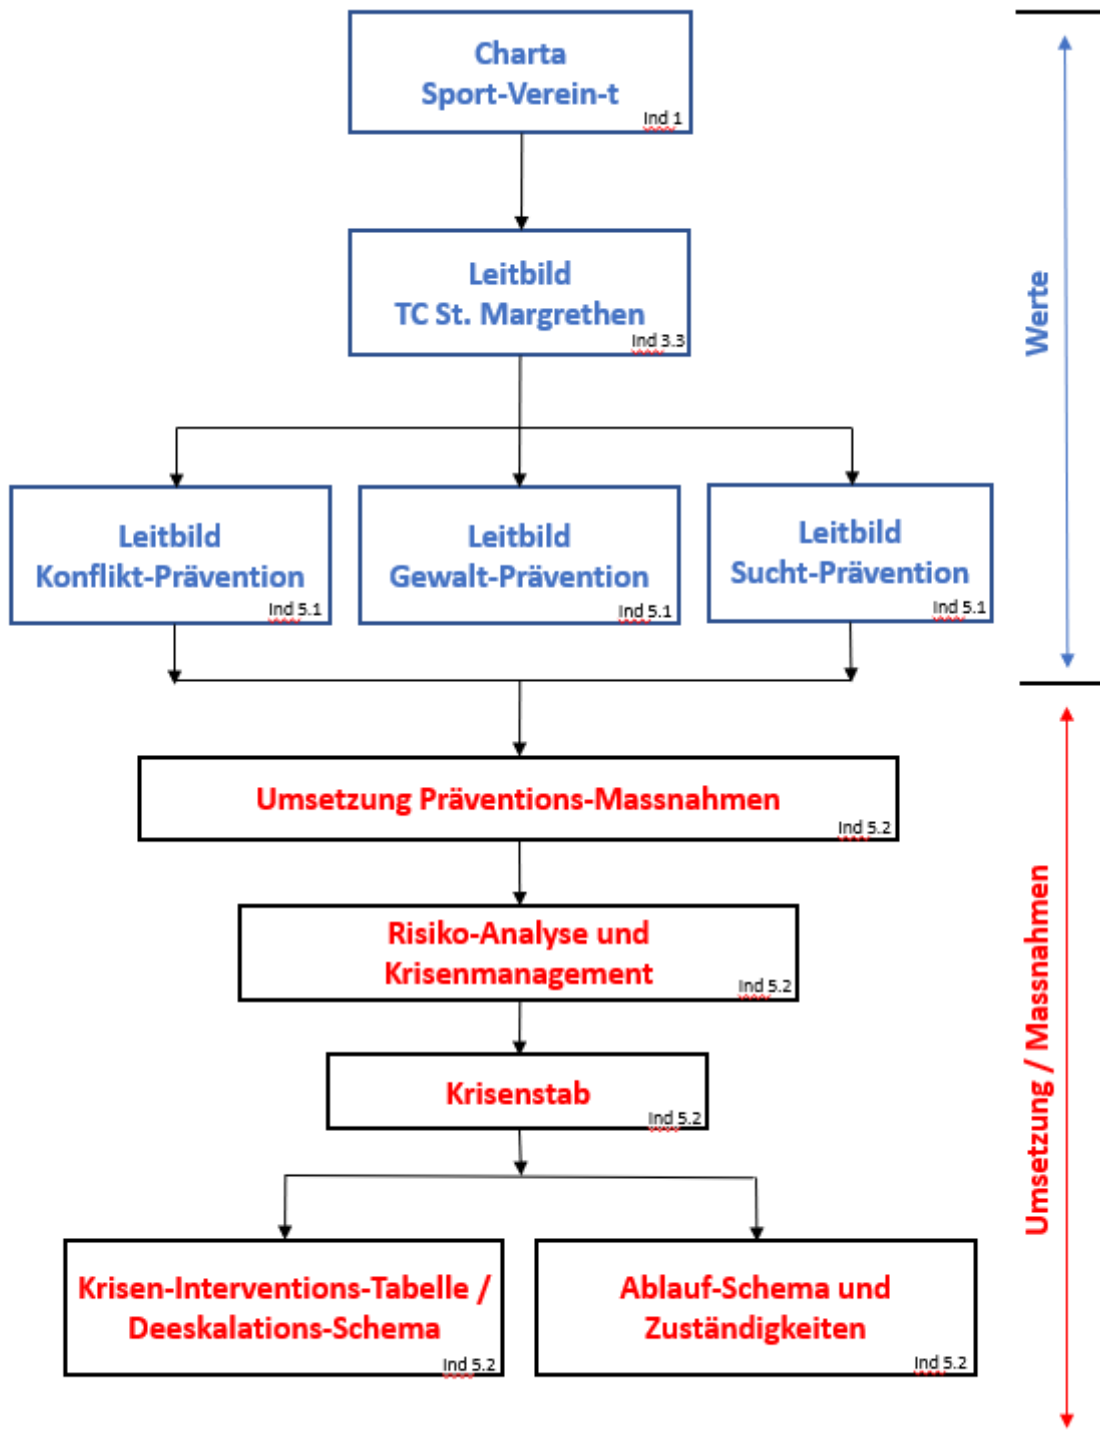 Charta
Sport-Verein-t
Ind 1
Leitbild
TC St. Margrethen
Ind 3.3
Werte
Leitbild
Konflikt-Prävention
Ind 5.1
Leitbild
Gewalt-Prävention
Ind 5.1
Leitbild
Sucht-Prävention
Ind 5.1
Umsetzung Präventions-Massnahmen
Ind 5.2
Risiko-Analyse und
Krisenmanagement
Ind 5.2
Krisenstab
Ind 5.2
Umsetzung / Massnahmen
Krisen-Interventions-Tabelle /
Deeskalations-Schema
Ind 5.2
Ablauf-Schema und
Zuständigkeiten
Ind 5.2